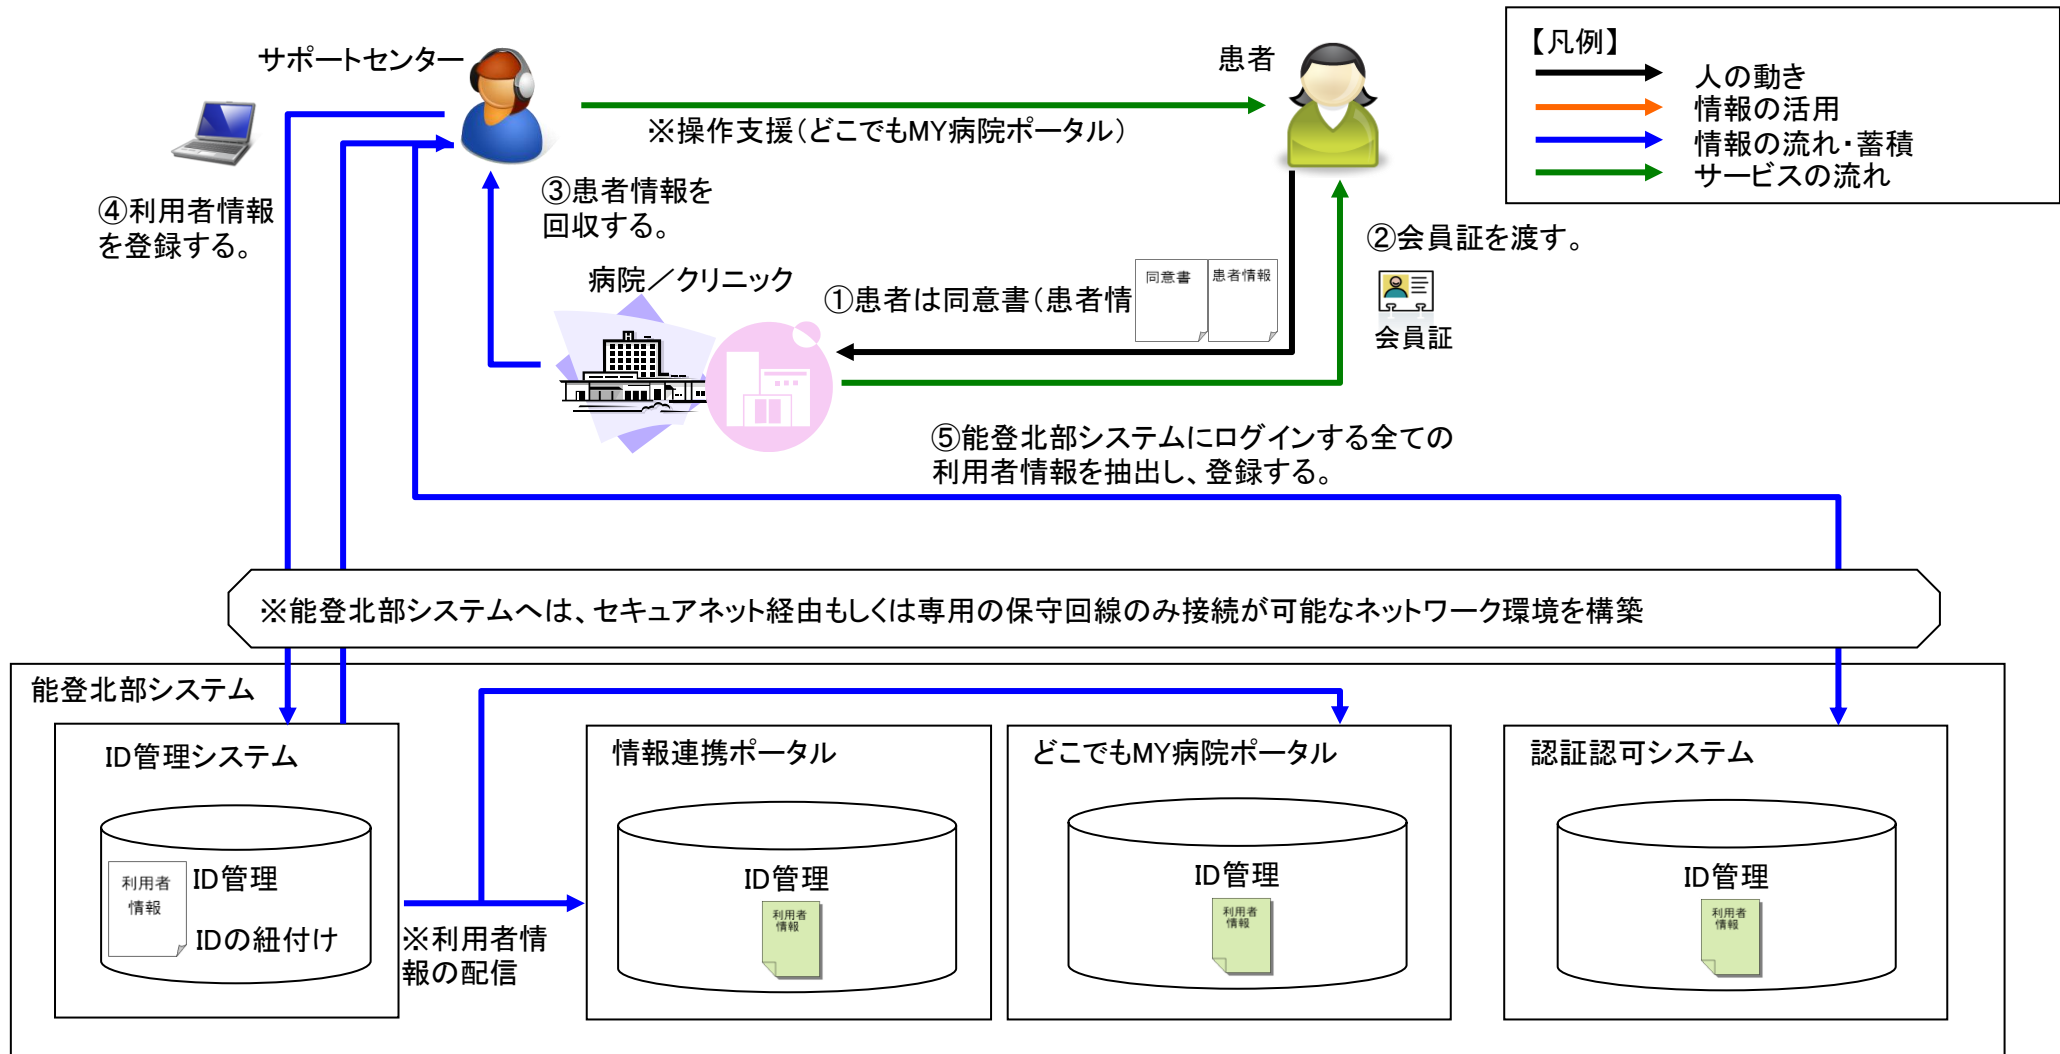 サポートセンター
患者
【凡例】
人の動き
情報の活用
情報の流れ・蓄積
サービスの流れ
※操作支援(どこでもMY病院ポータル)
④利用者情報
を登録する。
③患者情報を
回収する。
②会員証を渡す。
会員証
病院／クリニック
①患者は同意書(患者情
同意書
患者情報
⑤能登北部システムにログインする全ての
利用者情報を抽出し、登録する。
※能登北部システムへは、セキュアネット経由もしくは専用の保守回線のみ接続が可能なネットワーク環境を構築
能登北部システム
ID管理システム
利用者
情報
ID管理
IDの紐付け
※利用者情
報の配信
情報連携ポータル
ID管理
利用者
情報
どこでもMY病院ポータル
ID管理
利用者
情報
認証認可システム
ID管理
利用者
情報